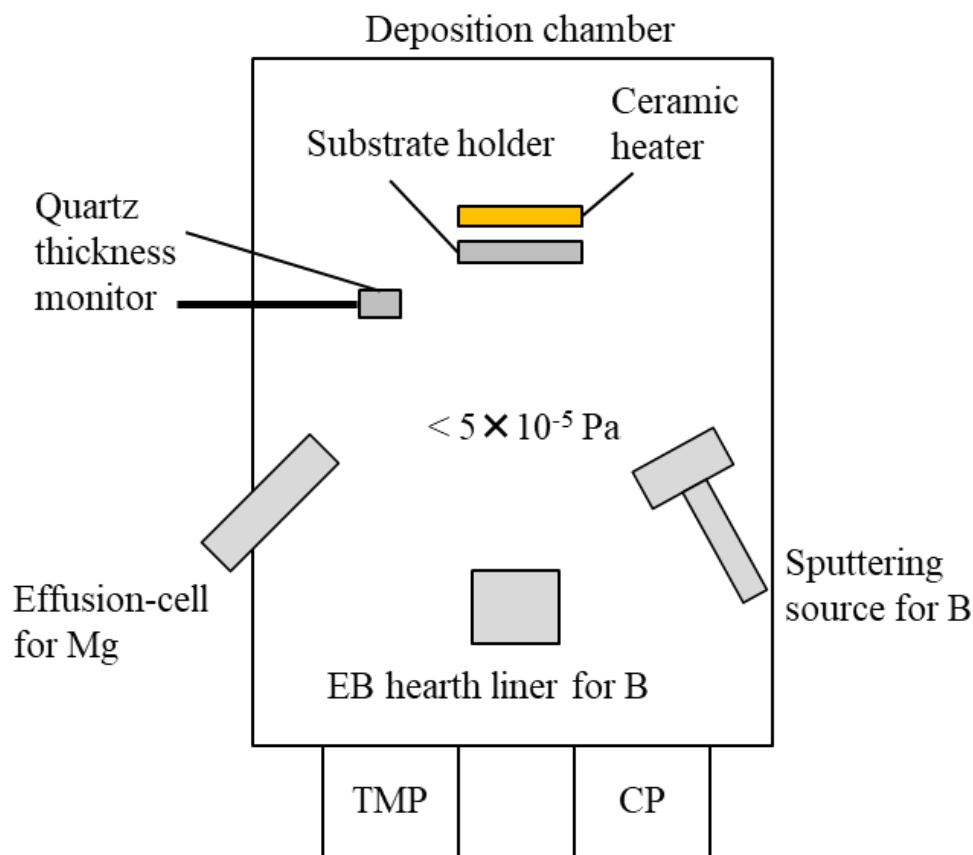 Deposition chamber
Ceramic
heater
Substrate holder
Quartz
thickness
monitor
< 5×10⁻⁵ Pa
Effusion-cell
for Mg
Sputtering
source for B
EB hearth liner for B
TMP
CP